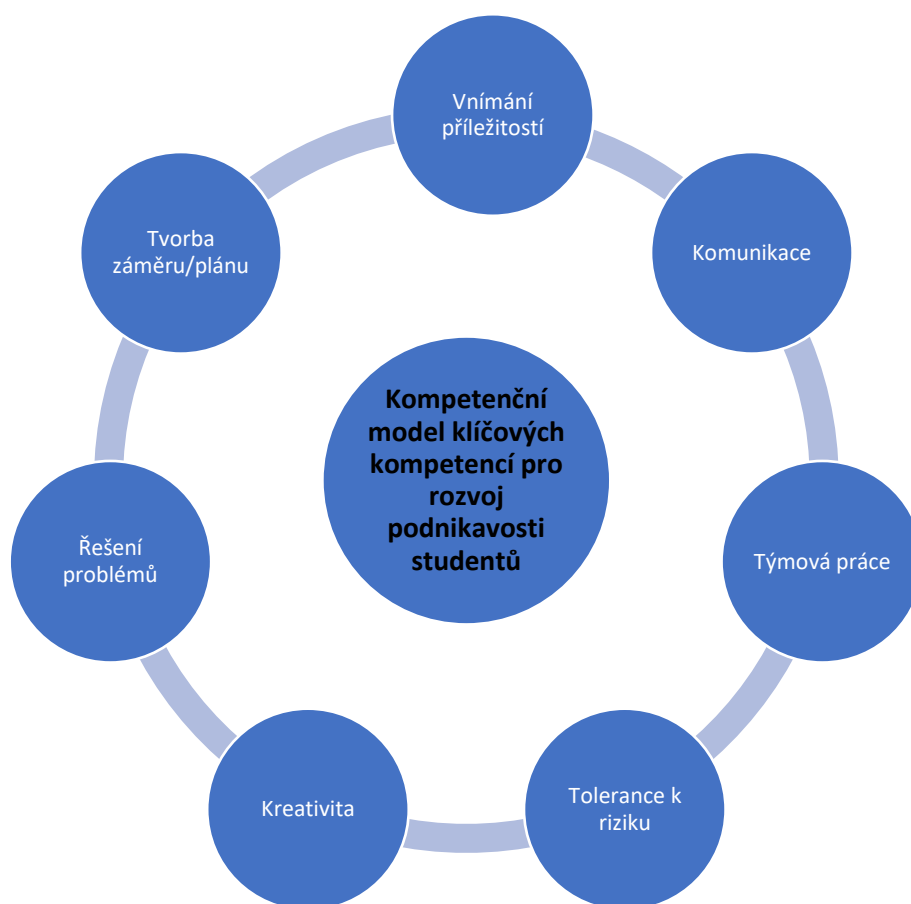 Vnímání
příležitostí
Komunikace
Týmová práce
Tolerance k
riziku
Kreativita
Řešení
problémů
Tvorba
záměru/plánu
Kompetenční
model klíčových
kompetencí pro
rozvoj
podnikavosti
studentů